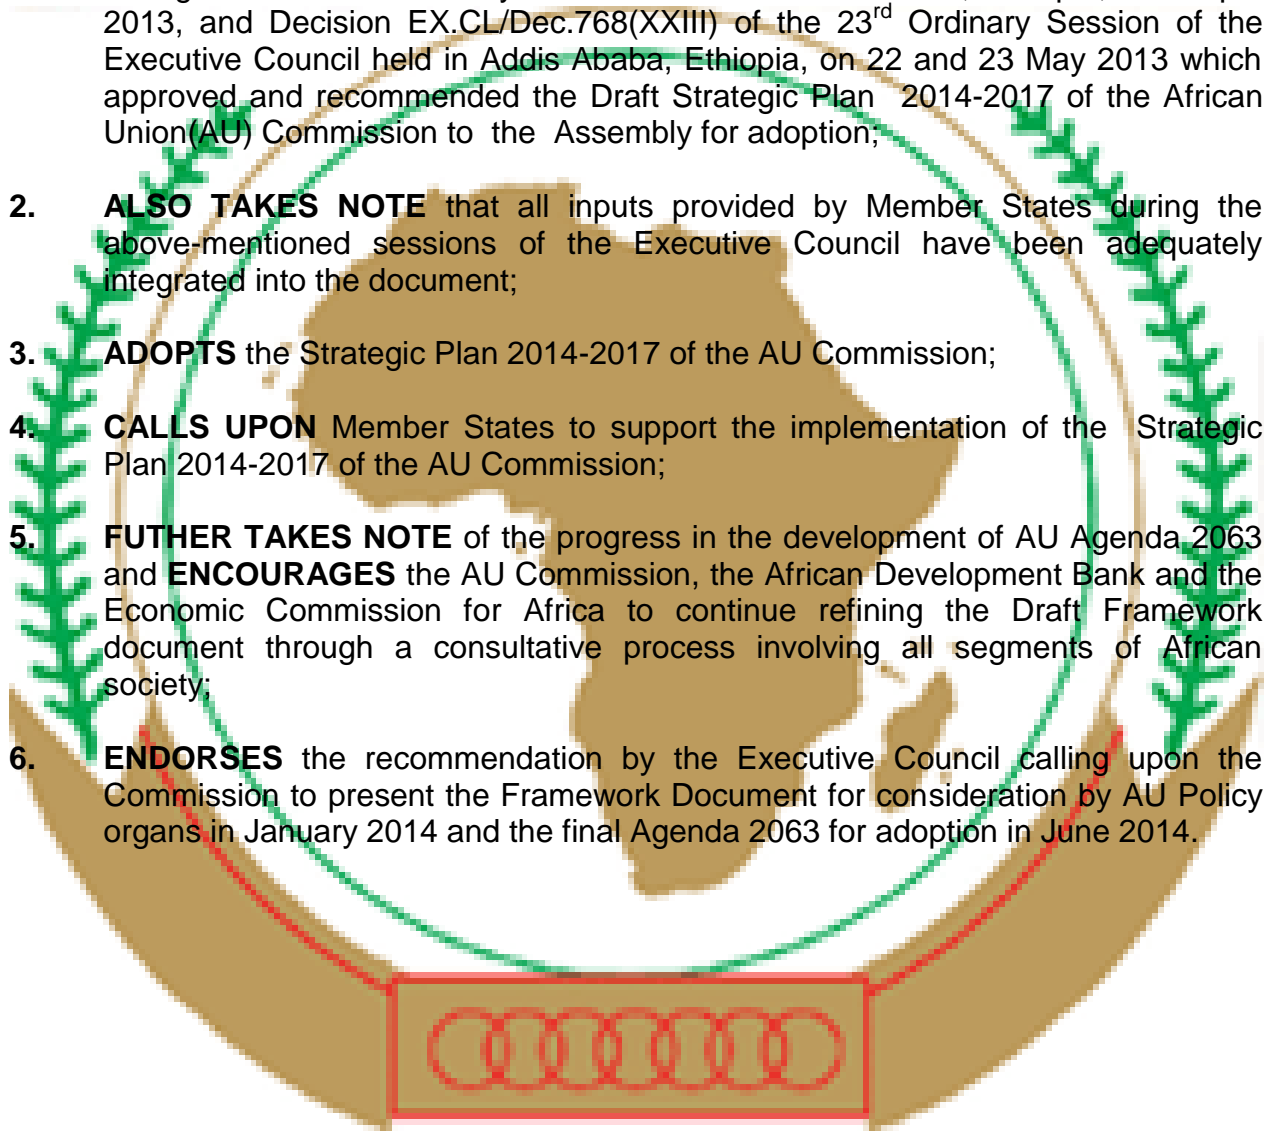 2013, and Decision EX.CL/Dec.768(XXIII) of the 23rd Ordinary Session of the
Executive Council held in Addis Ababa, Ethiopia, on 22 and 23 May 2013 which
approved and recommended the Draft Strategic Plan 2014-2017 of the African
Union(AU) Commission to the Assembly for adoption;
2. ALSO TAKES NOTE that all inputs provided by Member States during the
above-mentioned sessions of the Executive Council have been adequately
integrated into the document;
3. ADOPTS the Strategic Plan 2014-2017 of the AU Commission;
4. CALLS UPON Member States to support the implementation of the Strategic
Plan 2014-2017 of the AU Commission;
5. FUTHER TAKES NOTE of the progress in the development of AU Agenda 2063
and ENCOURAGES the AU Commission, the African Development Bank and the
Economic Commission for Africa to continue refining the Draft Framework
document through a consultative process involving all segments of African
society;
6. ENDORSES the recommendation by the Executive Council calling upon the
Commission to present the Framework Document for consideration by AU Policy
organs in January 2014 and the final Agenda 2063 for adoption in June 2014.